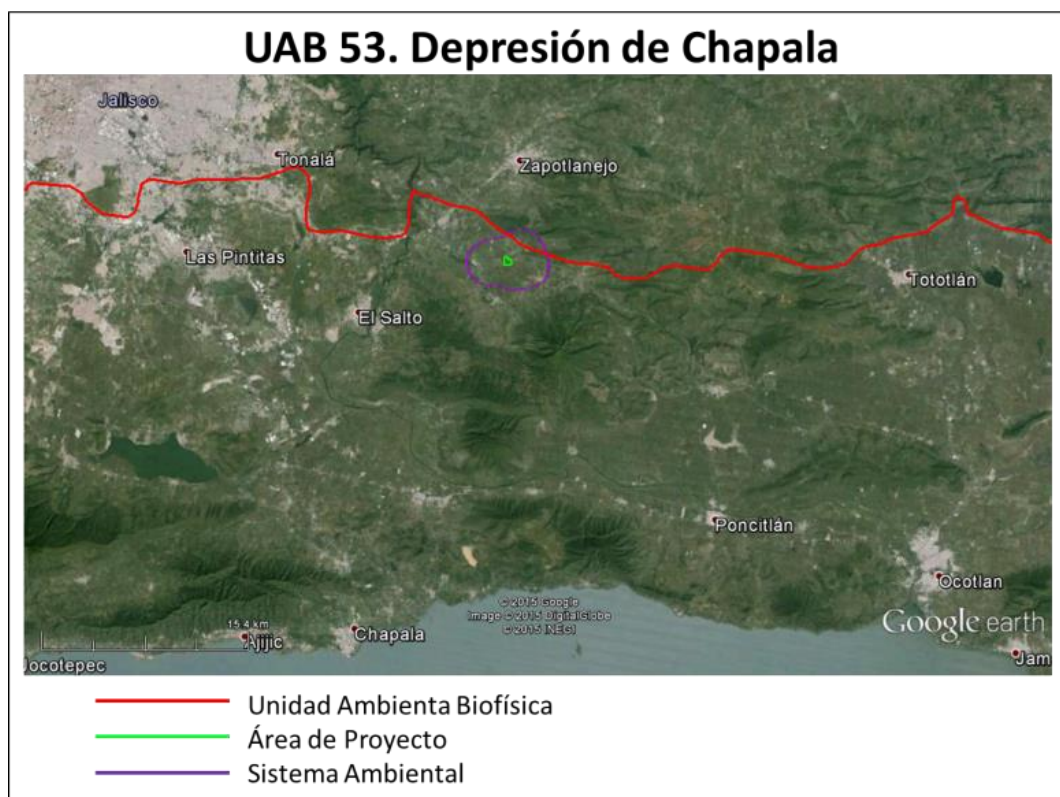 UAB 53. Depresión de Chapala
Jalisco
Tonalá
Zapotlanejo
Las Pintitas
Tototlán
El Salto
Poncitlán
Ocotlan
© 2015 Google
Image © 2015 DigitalGlobe
© 2015 INEGI
Google earth
15.4 km
Ajijic
Chapala
Jocotepec
Jam
Unidad Ambienta Biofísica
Área de Proyecto
Sistema Ambiental